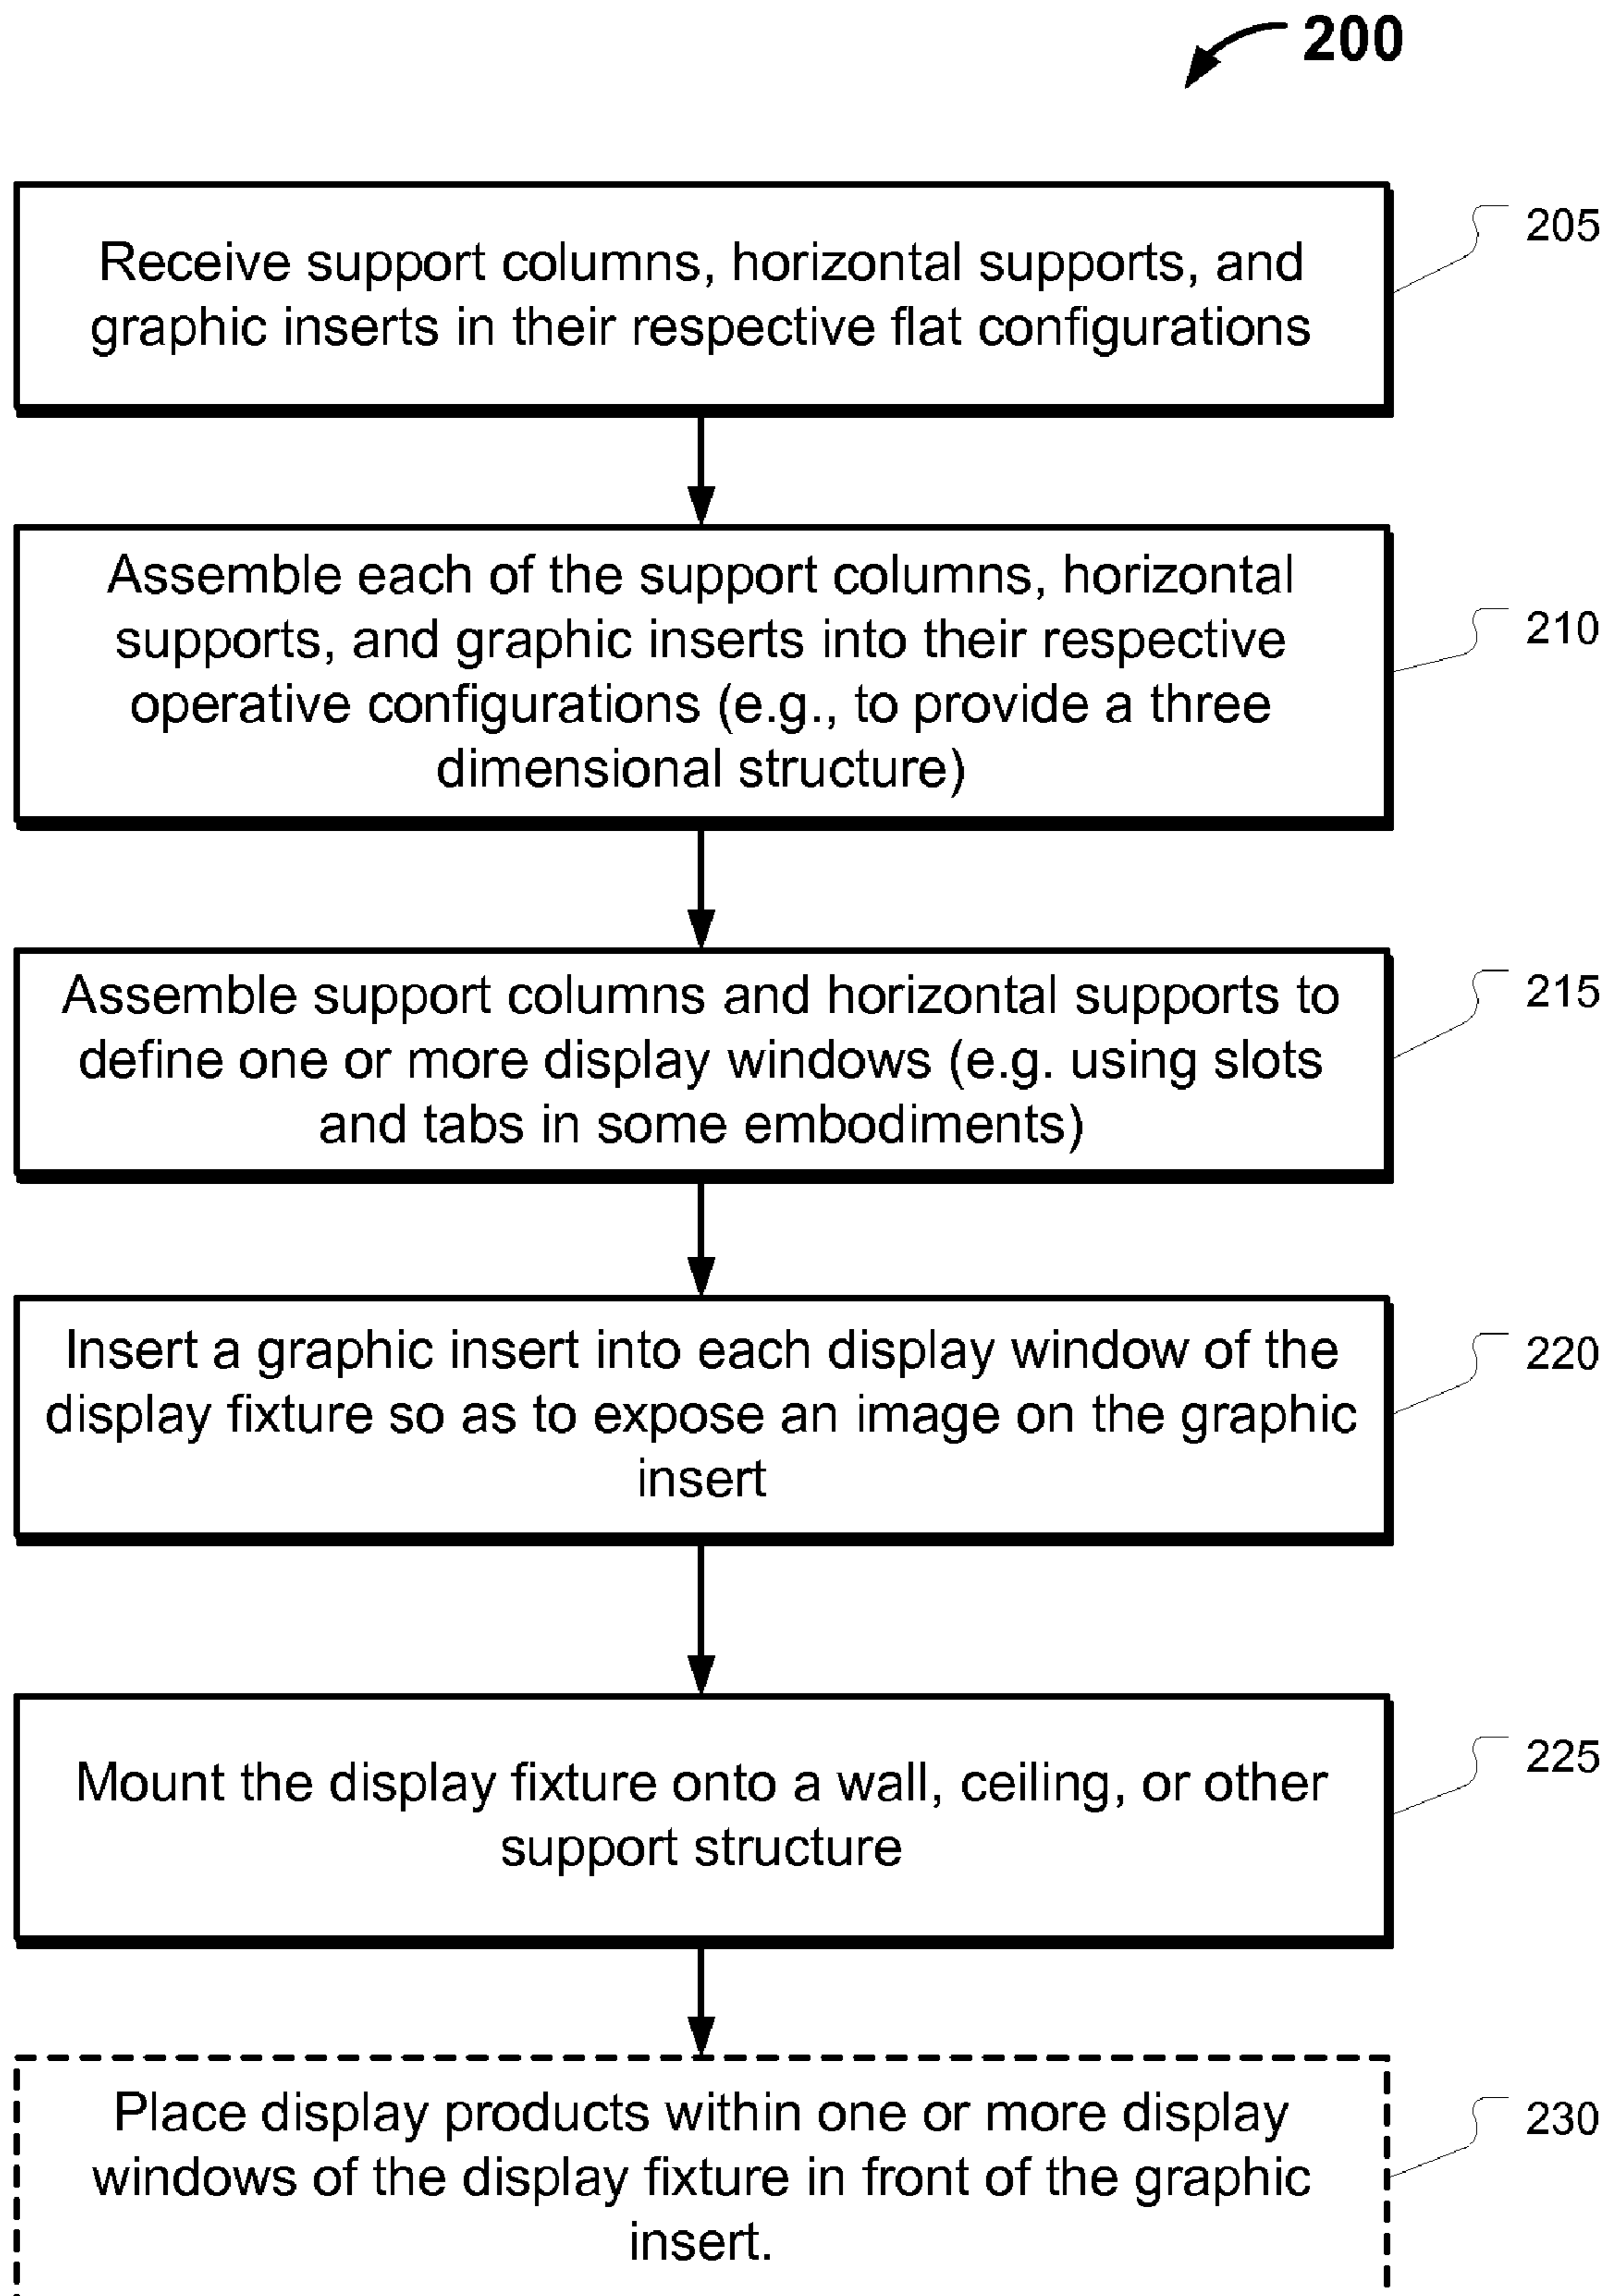 200
Receive support columns, horizontal supports, and
graphic inserts in their respective flat configurations
205
Assemble each of the support columns, horizontal
supports, and graphic inserts into their respective
operative configurations (e.g., to provide a three
dimensional structure)
210
Assemble support columns and horizontal supports to
define one or more display windows (e.g. using slots
and tabs in some embodiments)
215
Insert a graphic insert into each display window of the
display fixture so as to expose an image on the graphic
insert
220
Mount the display fixture onto a wall, ceiling, or other
support structure
225
Place display products within one or more display
windows of the display fixture in front of the graphic
insert.
230